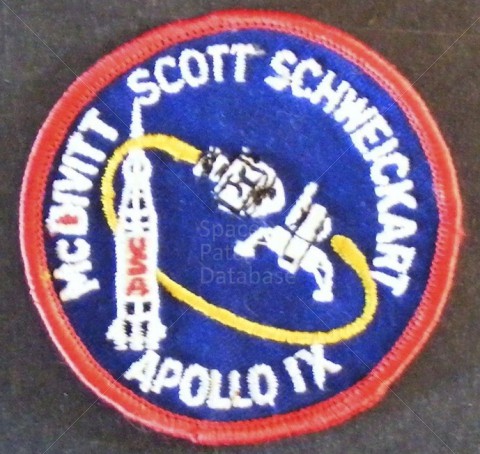 McDIVITT SCOTT SCHWEICKART
USA
APOLLO IX
Space
Patch
Database